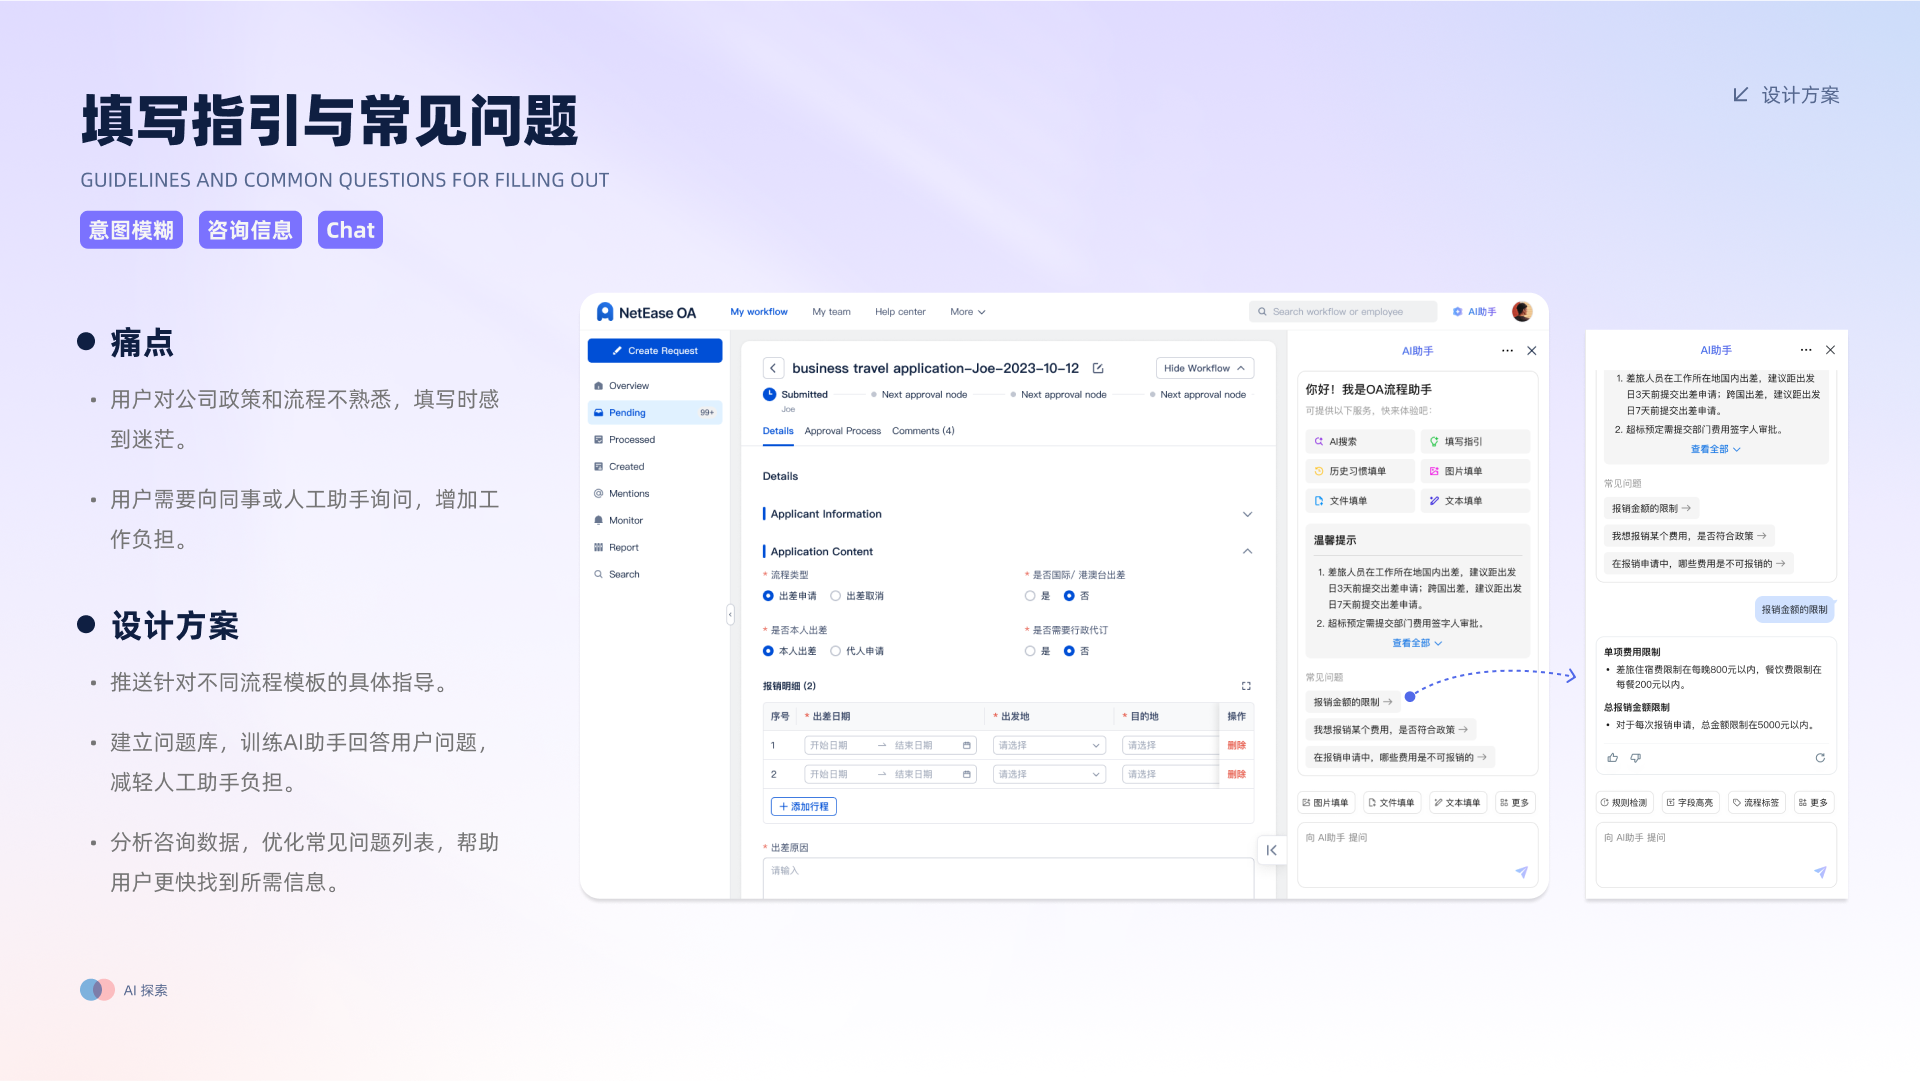 填写指引与常见问题
设计方案
GUIDELINES AND COMMON QUESTIONS FOR FILLING OUT
意图模糊 咨询信息 Chat
痛点
• 用户对公司政策和流程不熟悉，填写时感
到迷茫。
• 用户需要向同事或人工助手询问，增加工
作负担。
设计方案
• 推送针对不同流程模板的具体指导。
• 建立问题库，训练AI助手回答用户问题，
减轻人工助手负担。
• 分析咨询数据，优化常见问题列表，帮助
用户更快找到所需信息。
AI 探索
NetEase OA
My workflow My team Help center More
Search workflow or employee
AI助手
Create Request
Overview
Pending 99+
Processed
Created
Mentions
Monitor
Report
Search
business travel application-Joe-2023-10-12
Hide Workflow
Submitted Next approval node Next approval node Next approval node
Joe
Details Approval Process Comments (4)
Details
Applicant Information
Application Content
* 流程类型 * 是否国际/ 港澳台出差
出差申请 出差取消 是 否
* 是否本人出差 * 是否需要行政代订
本人出差 代人申请 是 否
报销明细 (2)
序号 * 出差日期 * 出发地 * 目的地 操作
1 开始日期 → 结束日期 请选择 请选择 删除
2 开始日期 → 结束日期 请选择 请选择 删除
+ 添加行程
* 出差原因
请输入
AI助手
你好！我是OA流程助手
可提供以下服务，快来体验吧：
AI搜索 填写指引
历史习惯填单 图片填单
文件填单 文本填单
温馨提示
1. 差旅人员在工作所在地国内出差，建议距出发
日3天前提交出差申请；跨国出差，建议距出发
日7天前提交出差申请。
2. 超标预定需提交部门费用签字人审批。
查看全部
常见问题
报销金额的限制 →
我想报销某个费用，是否符合政策 →
在报销申请中，哪些费用是不可报销的 →
图片填单 文件填单 文本填单 更多
向 AI助手 提问
AI助手
1. 差旅人员在工作所在地国内出差，建议距出发
日3天前提交出差申请；跨国出差，建议距出发
日7天前提交出差申请。
2. 超标预定需提交部门费用签字人审批。
查看全部
常见问题
报销金额的限制 →
我想报销某个费用，是否符合政策 →
在报销申请中，哪些费用是不可报销的 →
报销金额的限制
单项费用限制
• 差旅住宿费限制在每晚800元以内，餐饮费限制在
每餐200元以内。
总报销金额限制
• 对于每次报销申请，总金额限制在5000元以内。
规则检测 字段高亮 流程标签 更多
向 AI助手 提问